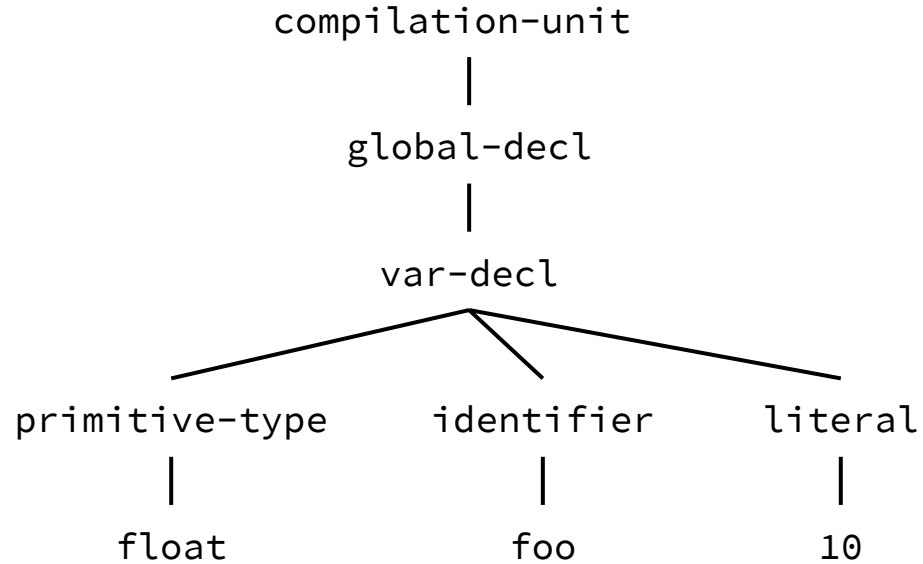 compilation-unit
global-decl
var-decl
primitive-type identifier literal
float foo 10